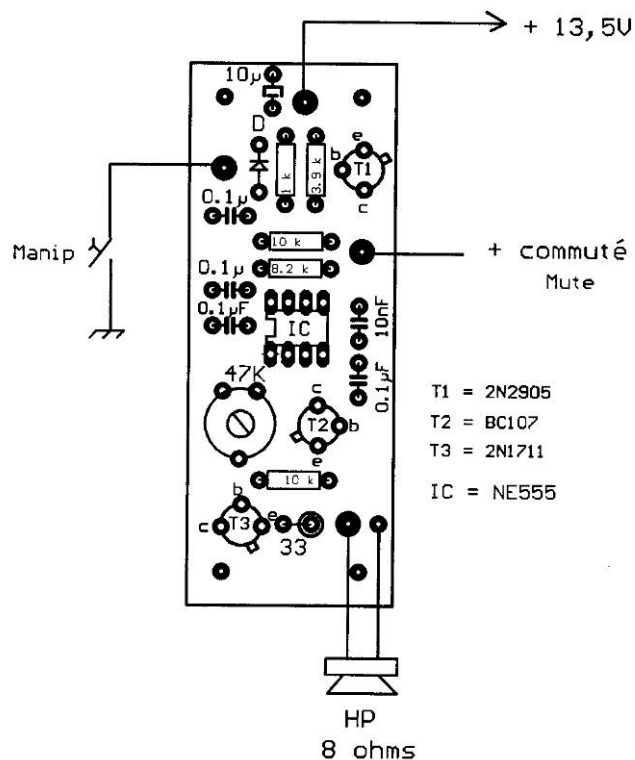 + 13,5V
10µ
D
e
b
T1
c
1 k
3.9 k
0.1µ
10 k
8.2 k
Manip
+ commuté
Mute
0.1µ
0.1µF
IC
10nF
0.1µF
47K
c
T2
b
e
T1 = 2N2905
T2 = BC107
T3 = 2N1711
IC = NE555
10 k
b
c
T3
e
33
HP
8 ohms